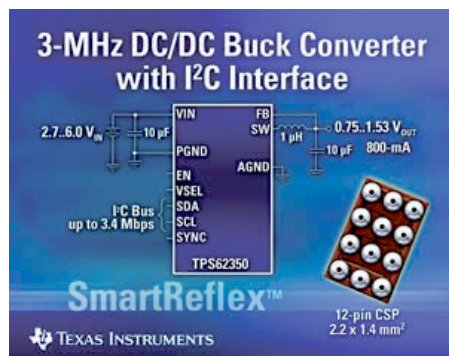 3-MHz DC/DC Buck Converter
with I²C Interface
VIN
FB
SW
2.7..6.0 V_IN
10 µF
1 µH
0.75..1.53 V_OUT
10 µF
800-mA
PGND
AGND
EN
VSEL
I²C Bus
up to 3.4 Mbps
SDA
SCL
SYNC
TPS62350
SmartReflex™
12-pin CSP
2.2 x 1.4 mm²
TEXAS INSTRUMENTS